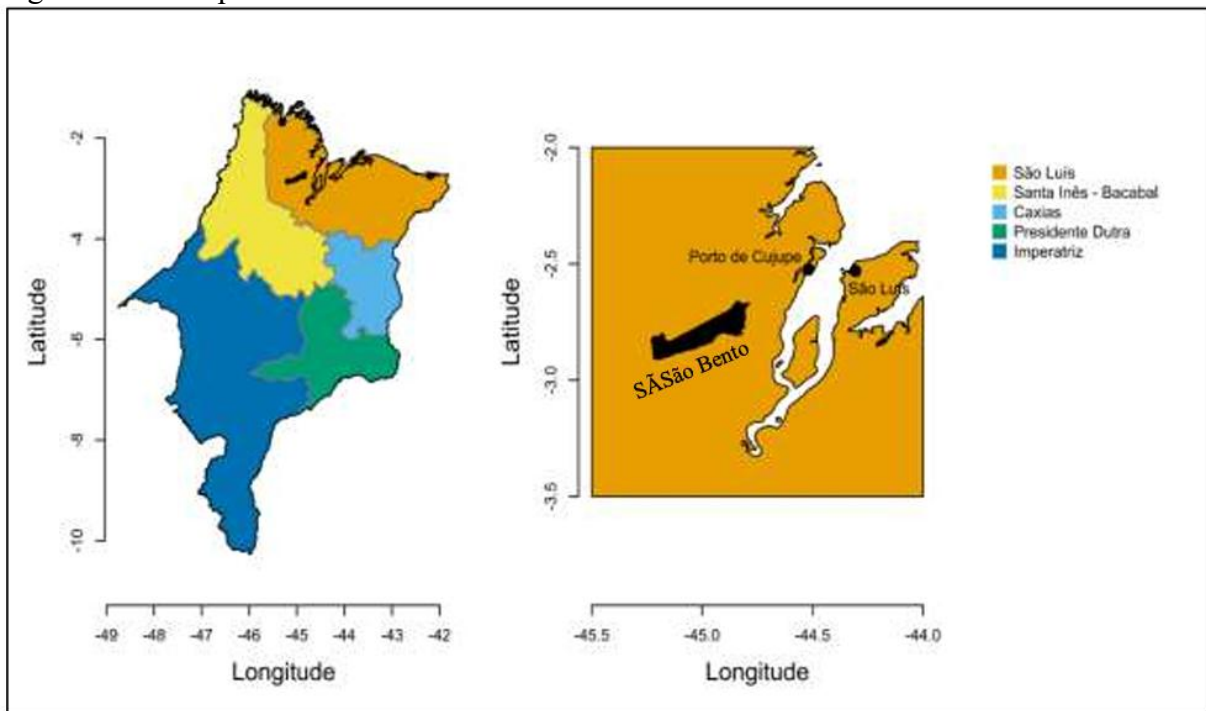 Latitude
-2
-4
-6
-8
-10
-49 -48 -47 -46 -45 -44 -43 -42
Longitude
Latitude
-2.0
-2.5
-3.0
-3.5
Porto de Cujupe
São Luís
SÃSão Bento
-45.5 -45.0 -44.5 -44.0
Longitude
São Luís
Santa Inês - Bacabal
Caxias
Presidente Dutra
Imperatriz